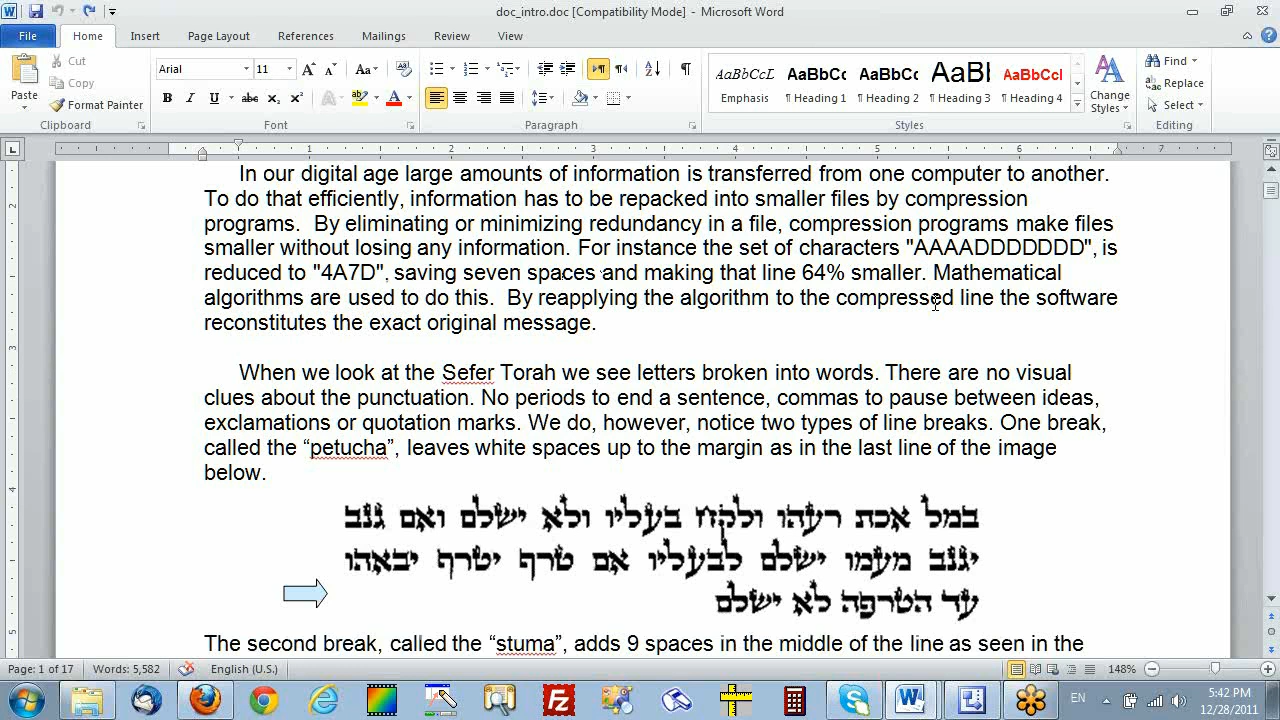 doc_intro.doc [Compatibility Mode] - Microsoft Word
File Home Insert Page Layout References Mailings Review View
Paste
Cut
Copy
Format Painter
Clipboard
Arial 11
Font
Paragraph
AaBbCcL AaBbCc AaBbCc AaBl AaBbCcl
Emphasis ¶ Heading 1 ¶ Heading 2 ¶ Heading 3 ¶ Heading 4
Styles
Change Styles
Find
Replace
Select
Editing
1 2 3 4 5 6 7
In our digital age large amounts of information is transferred from one computer to another.
To do that efficiently, information has to be repacked into smaller files by compression
programs.  By eliminating or minimizing redundancy in a file, compression programs make files
smaller without losing any information. For instance the set of characters "AAAADDDDDDD", is
reduced to "4A7D", saving seven spaces and making that line 64% smaller. Mathematical
algorithms are used to do this.  By reapplying the algorithm to the compressed line the software
reconstitutes the exact original message.
When we look at the Sefer Torah we see letters broken into words. There are no visual
clues about the punctuation. No periods to end a sentence, commas to pause between ideas,
exclamations or quotation marks. We do, however, notice two types of line breaks. One break,
called the “petucha”, leaves white spaces up to the margin as in the last line of the image
below.
במל אכת רעהו ולקח בעליו ולא ישלם ואם גנב
יגנב מעמו ישלם לבעליו אם טרף יטרף יבאהו
עד הטרפה לא ישלם
The second break, called the “stuma”, adds 9 spaces in the middle of the line as seen in the
Page: 1 of 17 Words: 5,582 English (U.S.) 148%
EN 5:42 PM
12/28/2011